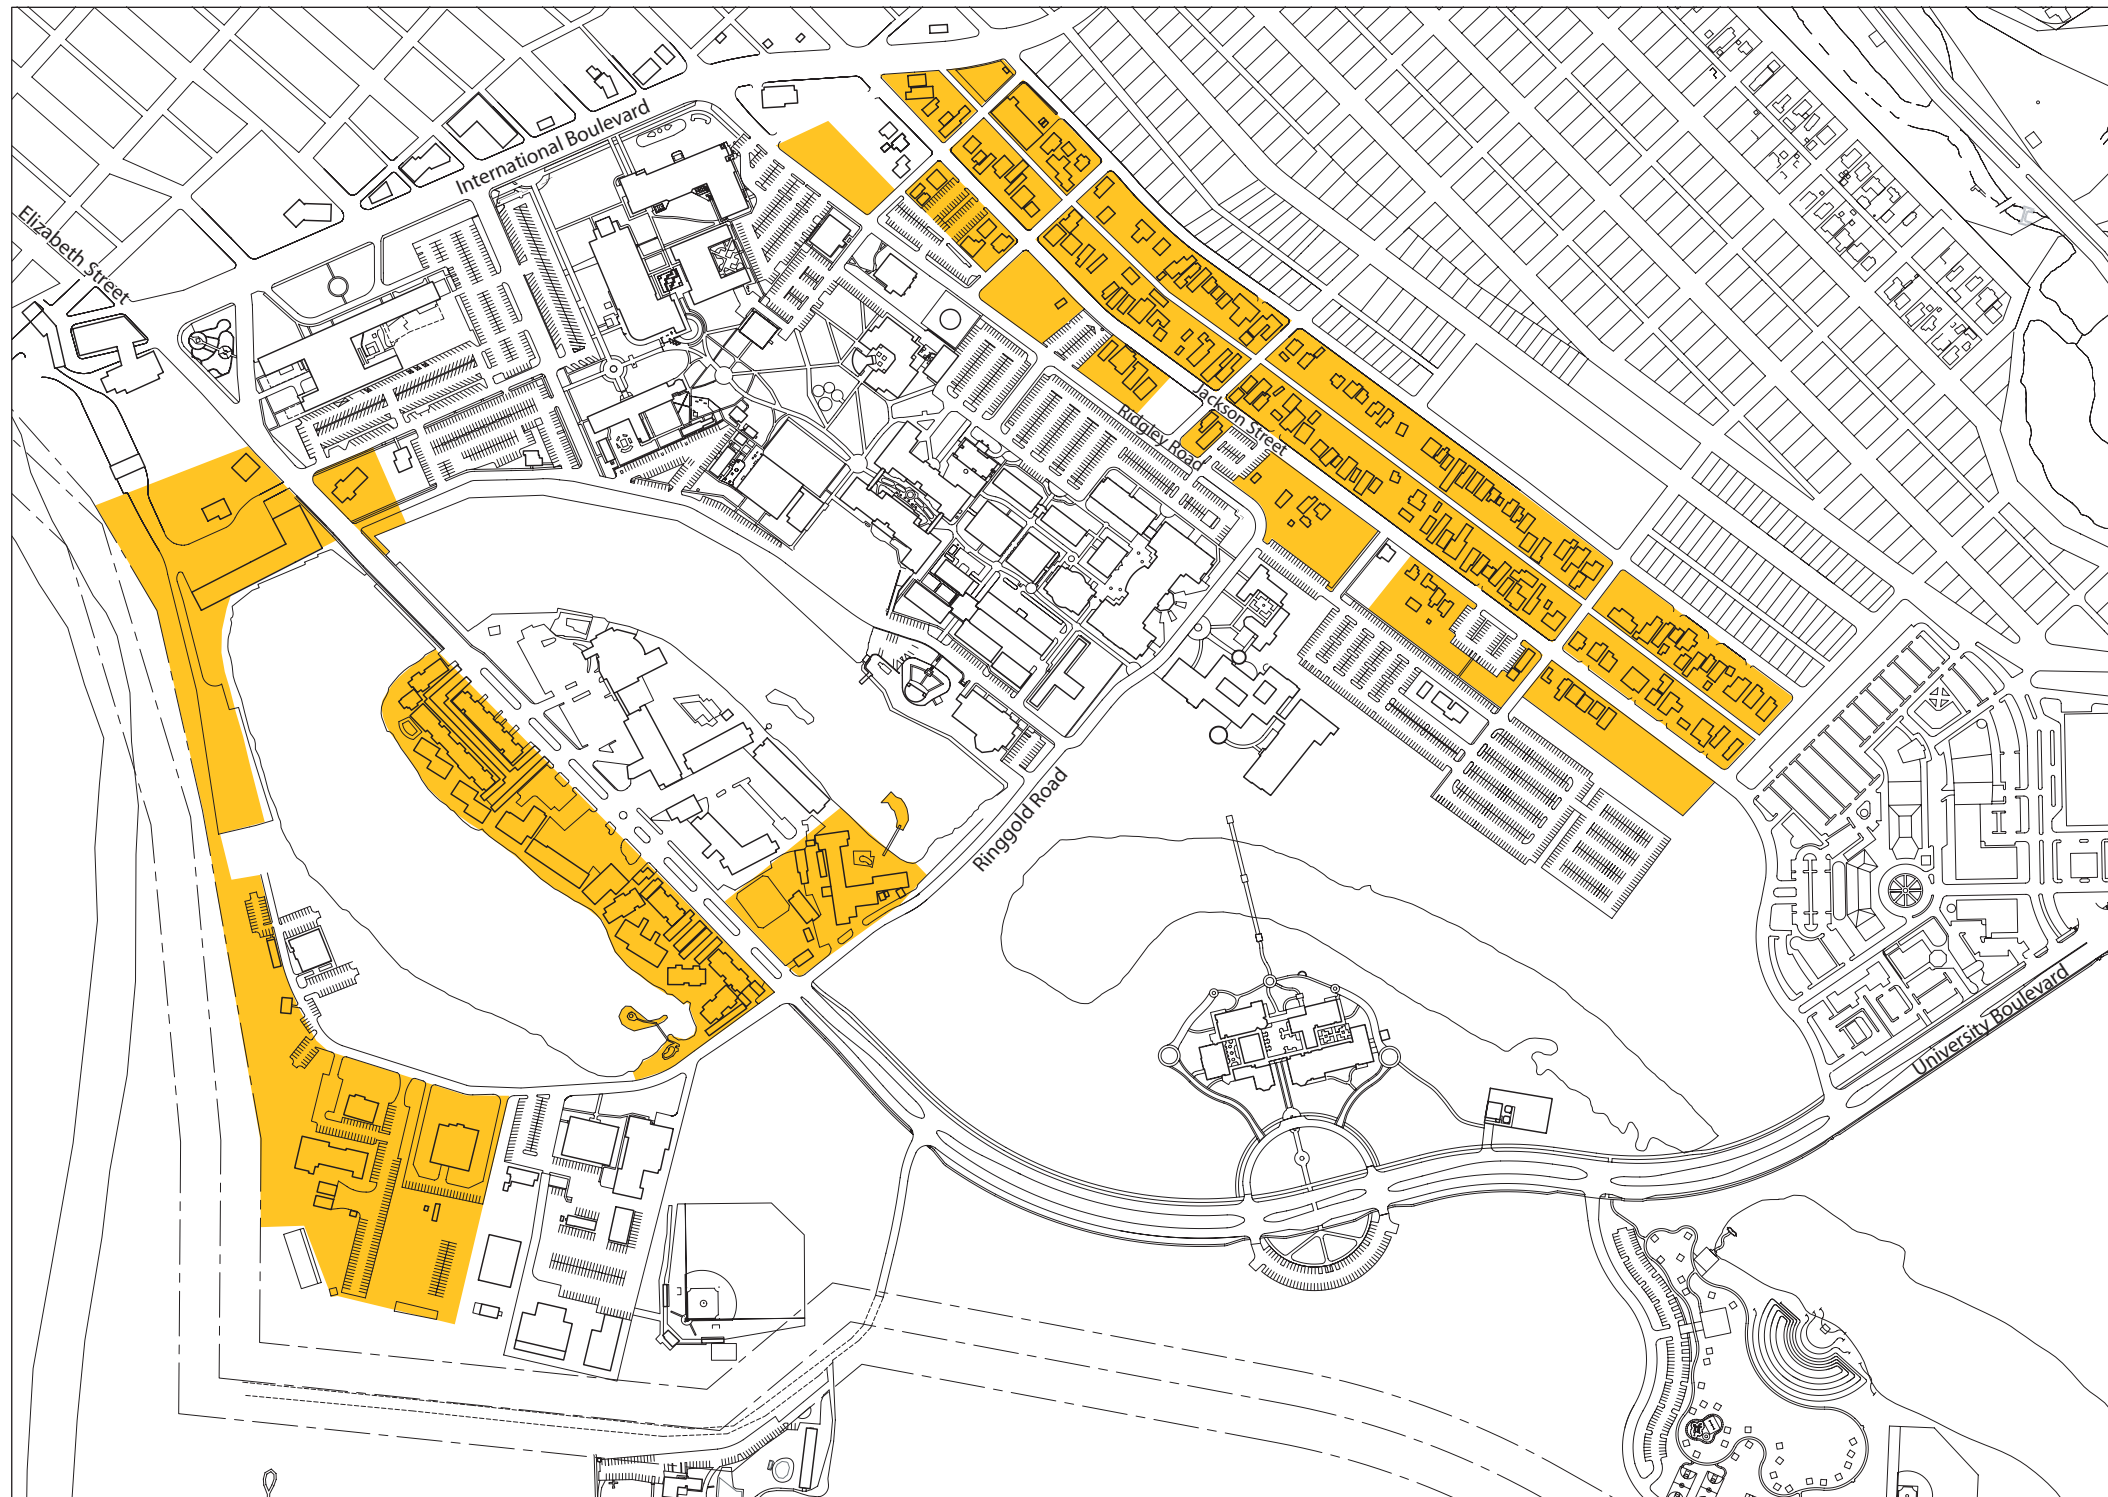 International Boulevard
Elizabeth Street
Jackson Street
Ridgley Road
Ringgold Road
University Boulevard